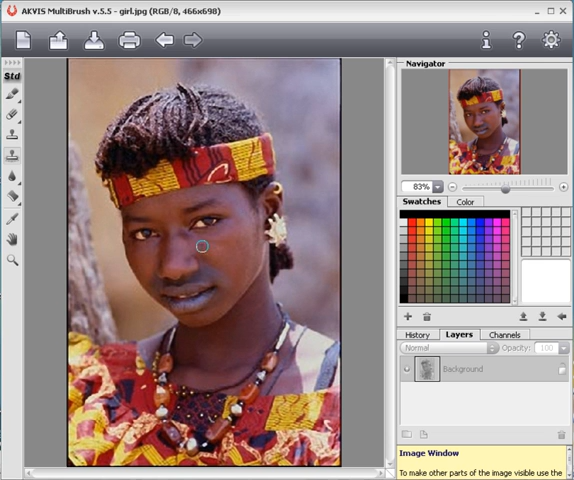 AKVIS MultiBrush v.5.5 - girl.jpg (RGB/8, 466x698)
Std
Navigator
83%
Swatches Color
History Layers Channels
Normal Opacity: 100
Background
Image Window
To make other parts of the image visible use the